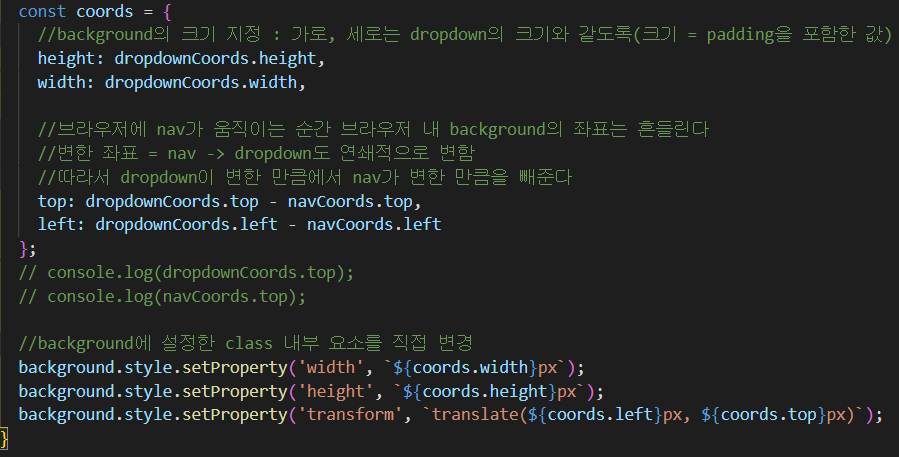 const coords = {
//background의 크기 지정 : 가로, 세로는 dropdown의 크기와 같도록(크기 = padding을 포함한 값)
height: dropdownCoords.height,
width: dropdownCoords.width,
//브라우저에 nav가 움직이는 순간 브라우저 내 background의 좌표는 흔들린다
//변한 좌표 = nav -> dropdown도 연쇄적으로 변함
//따라서 dropdown이 변한 만큼에서 nav가 변한 만큼을 빼준다
top: dropdownCoords.top - navCoords.top,
left: dropdownCoords.left - navCoords.left
};
// console.log(dropdownCoords.top);
// console.log(navCoords.top);
//background에 설정한 class 내부 요소를 직접 변경
background.style.setProperty('width', `${coords.width}px`);
background.style.setProperty('height', `${coords.height}px`);
background.style.setProperty('transform', `translate(${coords.left}px, ${coords.top}px)`);
}